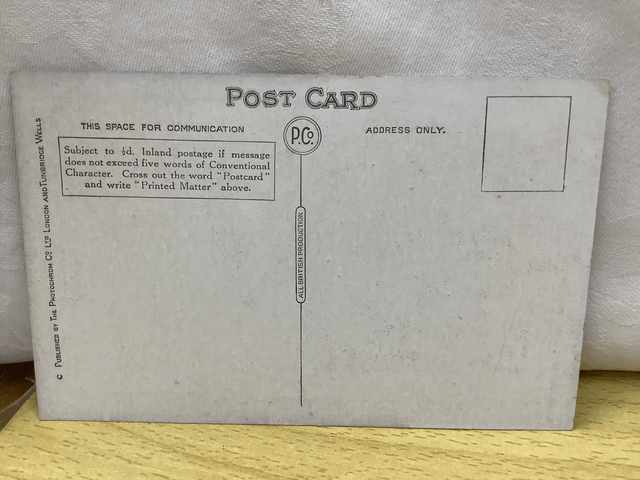 POST CARD
THIS SPACE FOR COMMUNICATION
P.Co.
ADDRESS ONLY.
Subject to ½d. Inland postage if message
does not exceed five words of Conventional
Character. Cross out the word "Postcard"
and write "Printed Matter" above.
ALL BRITISH PRODUCTION
C PUBLISHED BY THE PHOTOCHROM CO LTD LONDON AND TUNBRIDGE WELLS